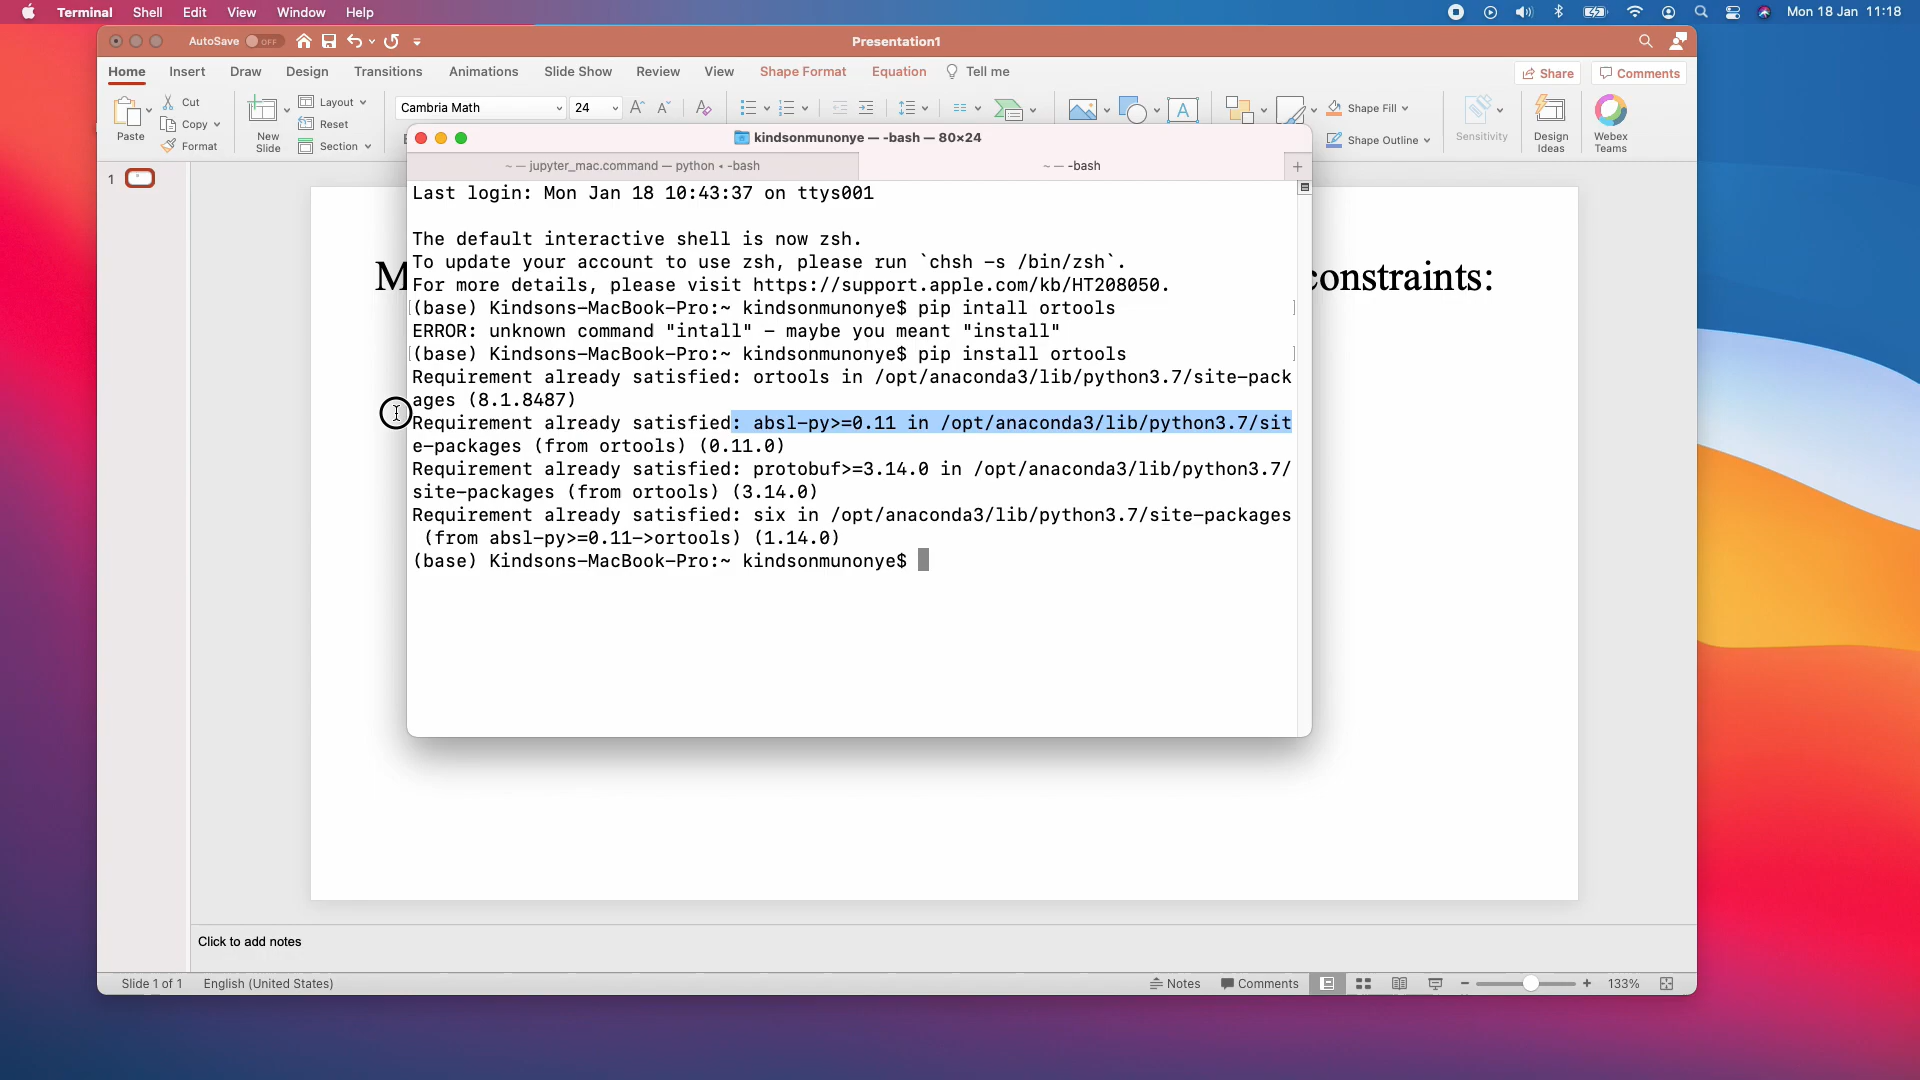 Terminal Shell Edit View Window Help Mon 18 Jan 11:18
AutoSave OFF Presentation1
Home Insert Draw Design Transitions Animations Slide Show Review View Shape Format Equation Tell me Share Comments
Paste Cut Copy Format
New Slide Layout Reset Section
Cambria Math 24
Shape Fill
Shape Outline
Sensitivity
Design Ideas
Webex Teams
kindsonmunonye — -bash — 80×24
~ — jupyter_mac.command — python ◂ -bash
~ — -bash
+
Last login: Mon Jan 18 10:43:37 on ttys001
The default interactive shell is now zsh.
To update your account to use zsh, please run `chsh -s /bin/zsh`.
For more details, please visit https://support.apple.com/kb/HT208050.
[(base) Kindsons-MacBook-Pro:~ kindsonmunonye$ pip intall ortools ]
ERROR: unknown command "intall" - maybe you meant "install"
[(base) Kindsons-MacBook-Pro:~ kindsonmunonye$ pip install ortools ]
Requirement already satisfied: ortools in /opt/anaconda3/lib/python3.7/site-pack
ages (8.1.8487)
Requirement already satisfied: absl-py>=0.11 in /opt/anaconda3/lib/python3.7/sit
e-packages (from ortools) (0.11.0)
Requirement already satisfied: protobuf>=3.14.0 in /opt/anaconda3/lib/python3.7/
site-packages (from ortools) (3.14.0)
Requirement already satisfied: six in /opt/anaconda3/lib/python3.7/site-packages
(from absl-py>=0.11->ortools) (1.14.0)
(base) Kindsons-MacBook-Pro:~ kindsonmunonye$
1
M
constraints:
Click to add notes
Slide 1 of 1 English (United States) Notes Comments 133%